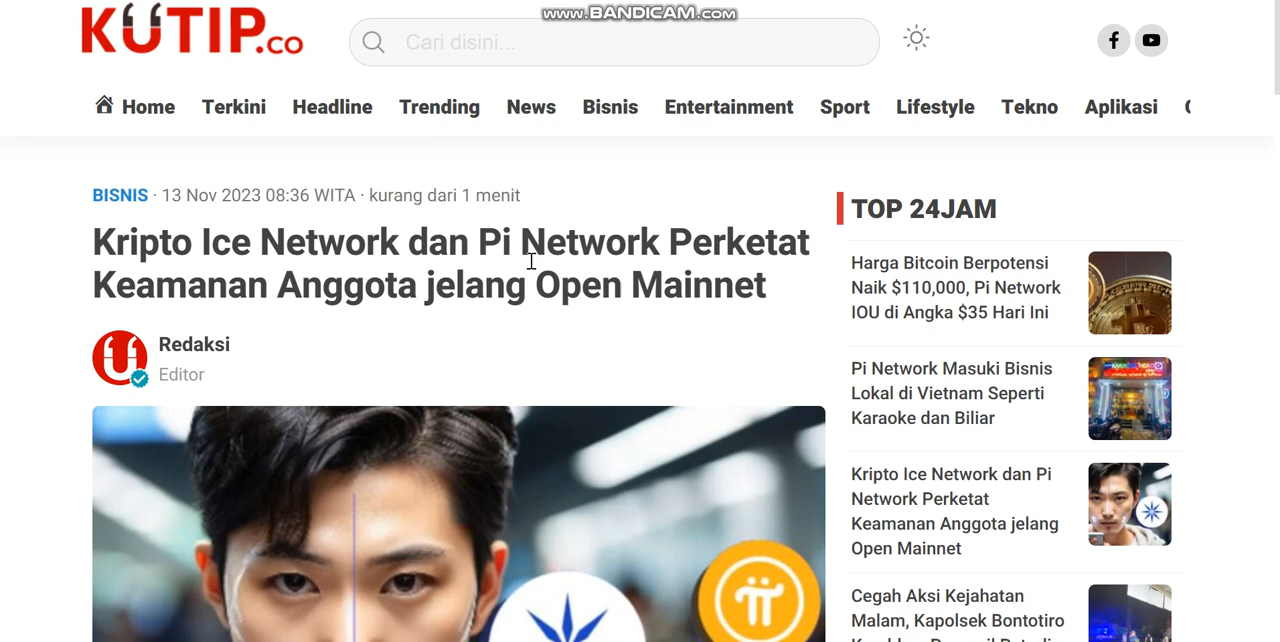 www.BANDICAM.com
KUTIP.CO
Cari disini...
Home Terkini Headline Trending News Bisnis Entertainment Sport Lifestyle Tekno Aplikasi
BISNIS · 13 Nov 2023 08:36 WITA · kurang dari 1 menit
Kripto Ice Network dan Pi Network Perketat
Keamanan Anggota jelang Open Mainnet
Redaksi
Editor
TOP 24JAM
Harga Bitcoin Berpotensi
Naik $110,000, Pi Network
IOU di Angka $35 Hari Ini
Pi Network Masuki Bisnis
Lokal di Vietnam Seperti
Karaoke dan Biliar
Kripto Ice Network dan Pi
Network Perketat
Keamanan Anggota jelang
Open Mainnet
Cegah Aksi Kejahatan
Malam, Kapolsek Bontotiro